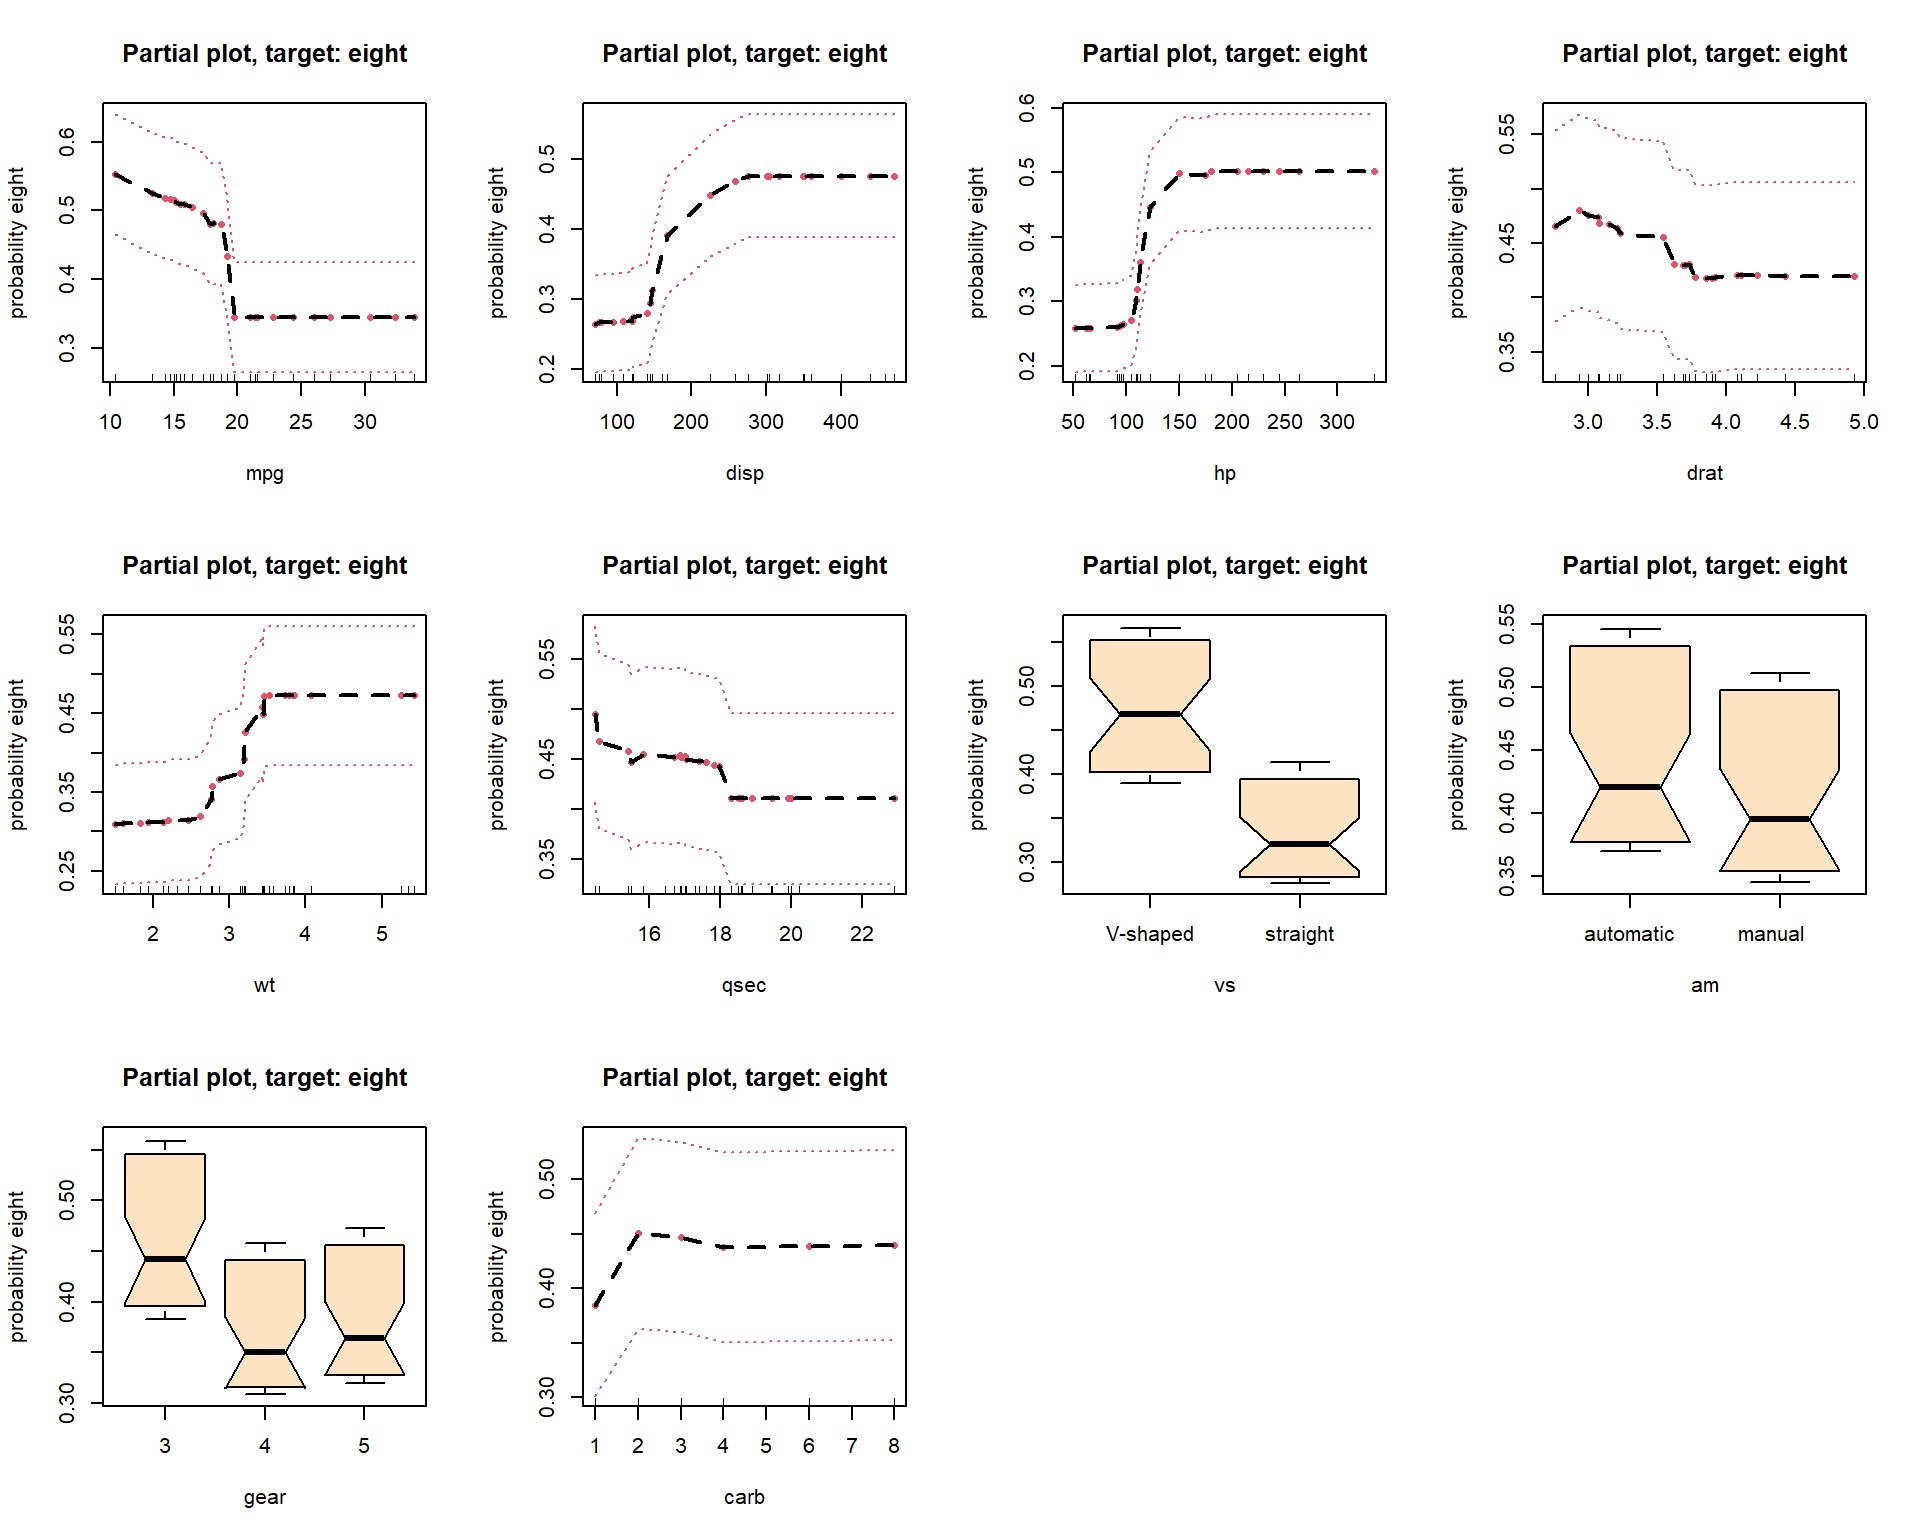 Partial plot, target: eight
probability eight
0.3 0.4 0.5 0.6
10 15 20 25 30
mpg
Partial plot, target: eight
probability eight
0.2 0.3 0.4 0.5
100 200 300 400
disp
Partial plot, target: eight
probability eight
0.2 0.3 0.4 0.5 0.6
50 100 150 200 250 300
hp
Partial plot, target: eight
probability eight
0.35 0.45 0.55
3.0 3.5 4.0 4.5 5.0
drat
Partial plot, target: eight
probability eight
0.25 0.35 0.45 0.55
2 3 4 5
wt
Partial plot, target: eight
probability eight
0.35 0.45 0.55
16 18 20 22
qsec
Partial plot, target: eight
probability eight
0.30 0.40 0.50
V-shaped straight
vs
Partial plot, target: eight
probability eight
0.35 0.40 0.45 0.50 0.55
automatic manual
am
Partial plot, target: eight
probability eight
0.30 0.40 0.50
3 4 5
gear
Partial plot, target: eight
probability eight
0.30 0.40 0.50
1 2 3 4 5 6 7 8
carb